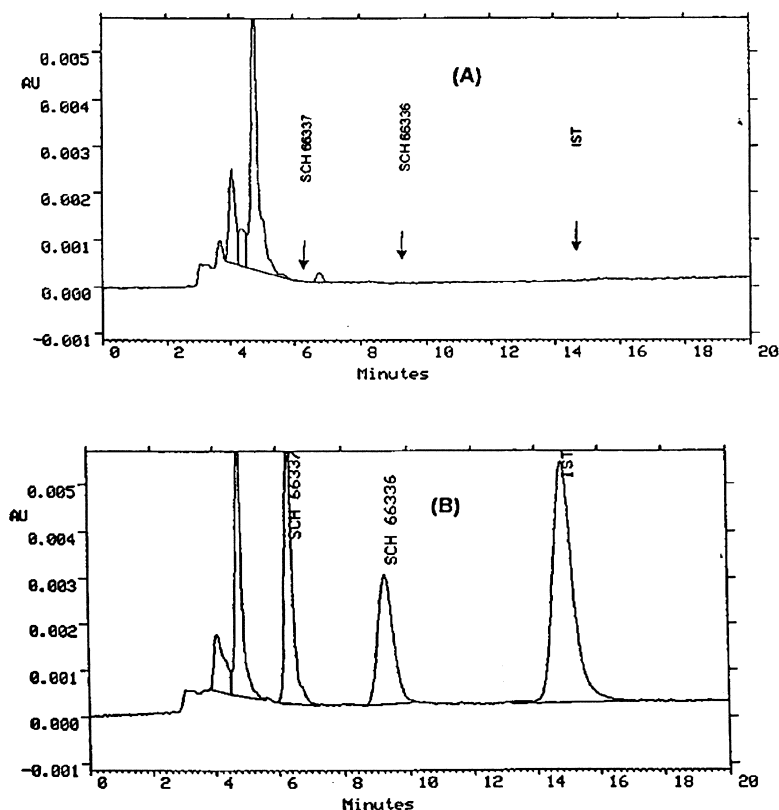 0.005
AU
0.004
0.003
0.002
0.001
0.000
-0.001
(A)
SCH 66337
SCH 66336
IST
0 2 4 6 8 10 12 14 16 18 20
Minutes
0.005
AU
0.004
0.003
0.002
0.001
0.000
-0.001
SCH 66337
SCH 66336
(B)
IST
0 2 4 6 8 10 12 14 16 18 20
Minutes